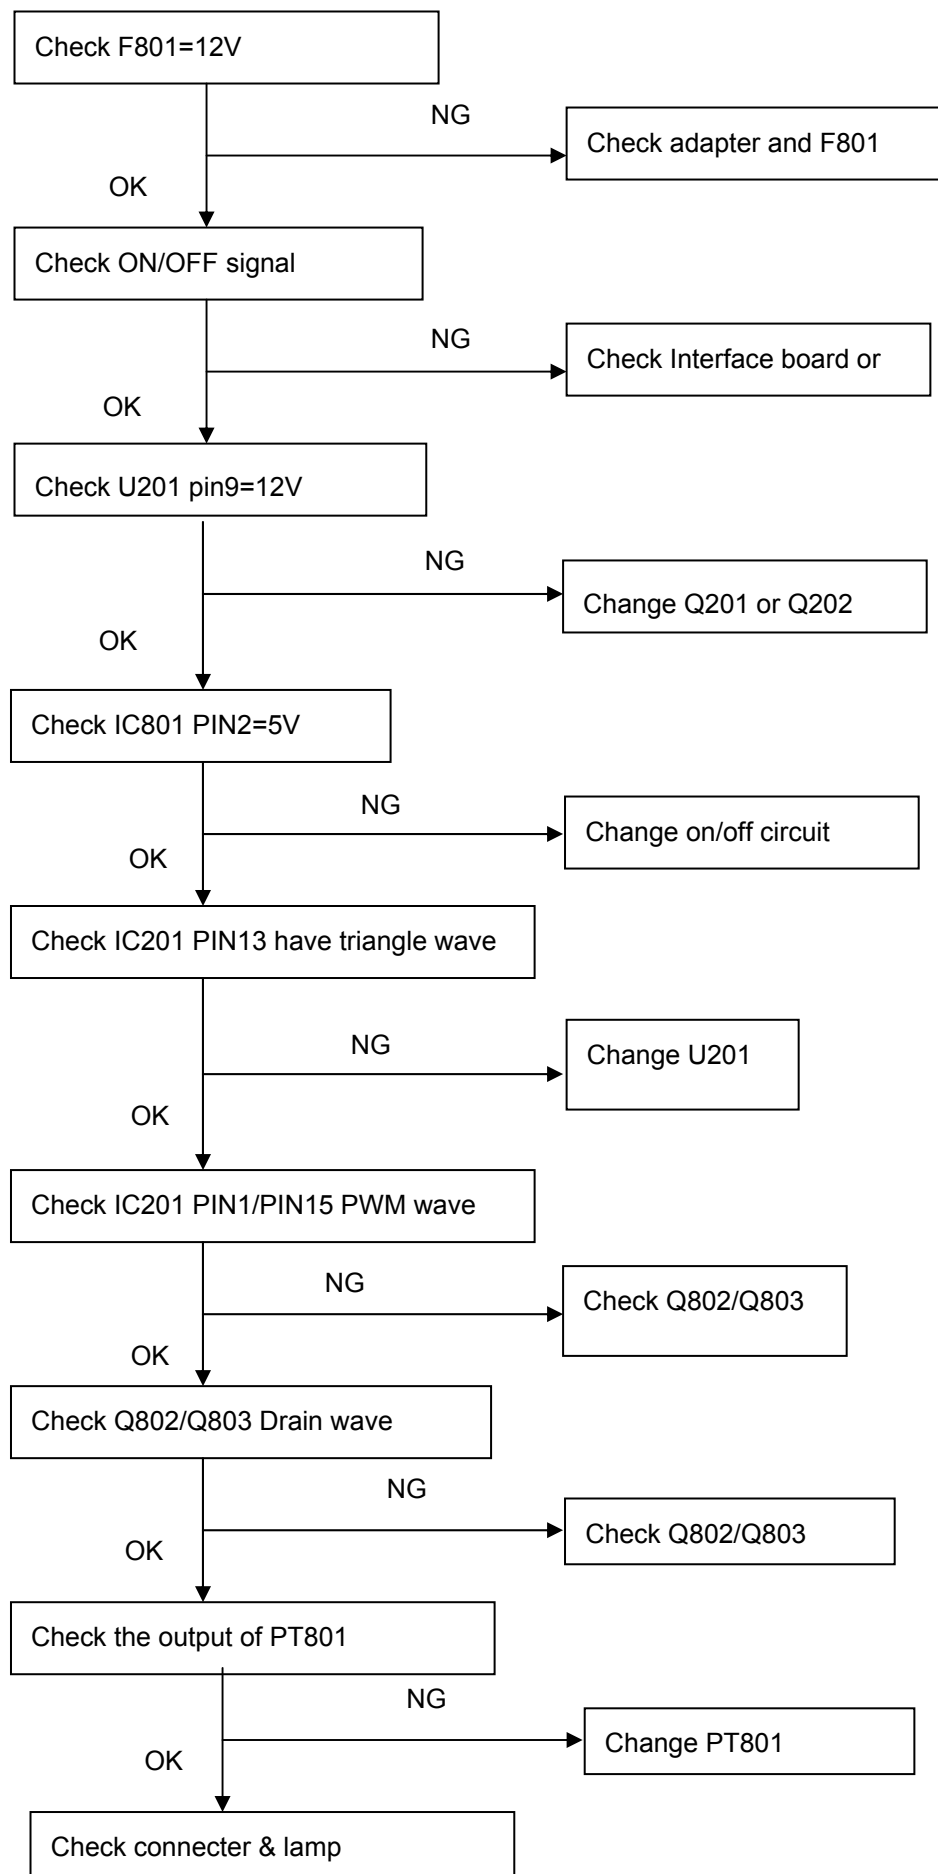 Check F801=12V
NG
Check adapter and F801
OK
Check ON/OFF signal
NG
Check Interface board or
OK
Check U201 pin9=12V
NG
Change Q201 or Q202
OK
Check IC801 PIN2=5V
NG
Change on/off circuit
OK
Check IC201 PIN13 have triangle wave
NG
Change U201
OK
Check IC201 PIN1/PIN15 PWM wave
NG
Check Q802/Q803
OK
Check Q802/Q803 Drain wave
NG
Check Q802/Q803
OK
Check the output of PT801
NG
Change PT801
OK
Check connecter & lamp